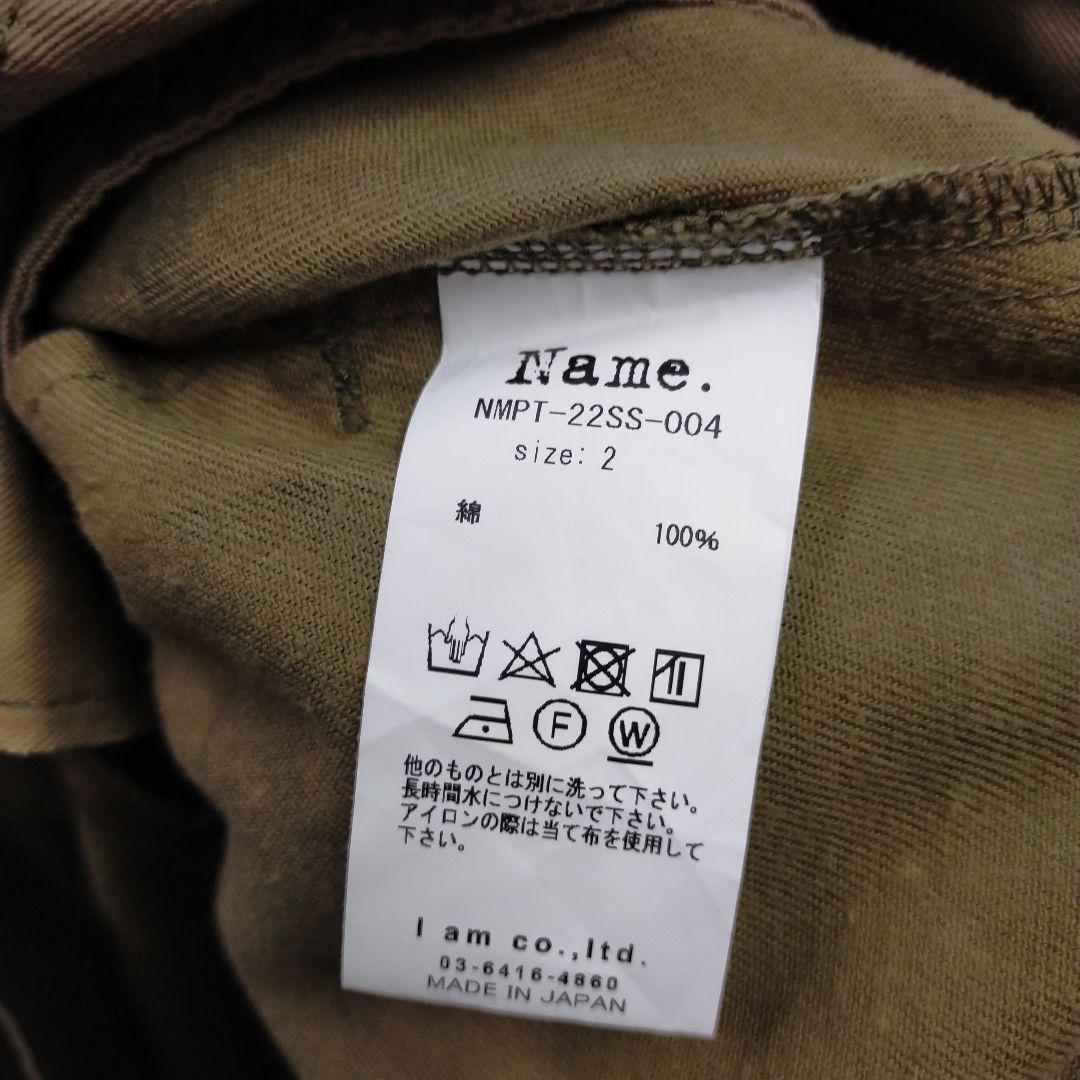 Name.
NMPT-22SS-004
size: 2
綿 100%
F W
他のものとは別に洗って下さい。
長時間水につけないで下さい。
アイロンの際は当て布を使用して
下さい。
I am co.,ltd.
03-6416-4860
MADE IN JAPAN